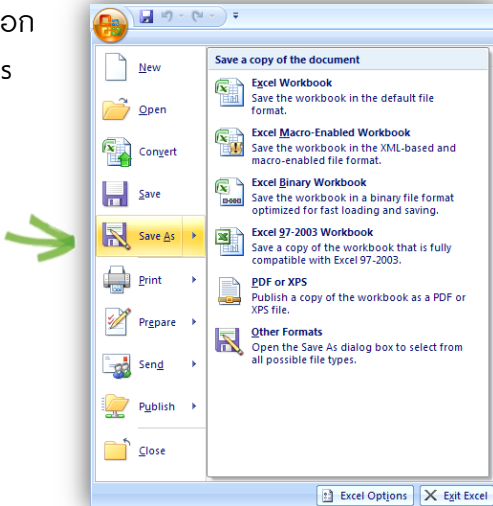 อก
s
New
Open
Convert
Save
Save As
Print
Prepare
Send
Publish
Close
Save a copy of the document
Excel Workbook
Save the workbook in the default file
format.
Excel Macro-Enabled Workbook
Save the workbook in the XML-based and
macro-enabled file format.
Excel Binary Workbook
Save the workbook in a binary file format
optimized for fast loading and saving.
Excel 97-2003 Workbook
Save a copy of the workbook that is fully
compatible with Excel 97-2003.
PDF or XPS
Publish a copy of the workbook as a PDF or
XPS file.
Other Formats
Open the Save As dialog box to select from
all possible file types.
Excel Options
Exit Excel